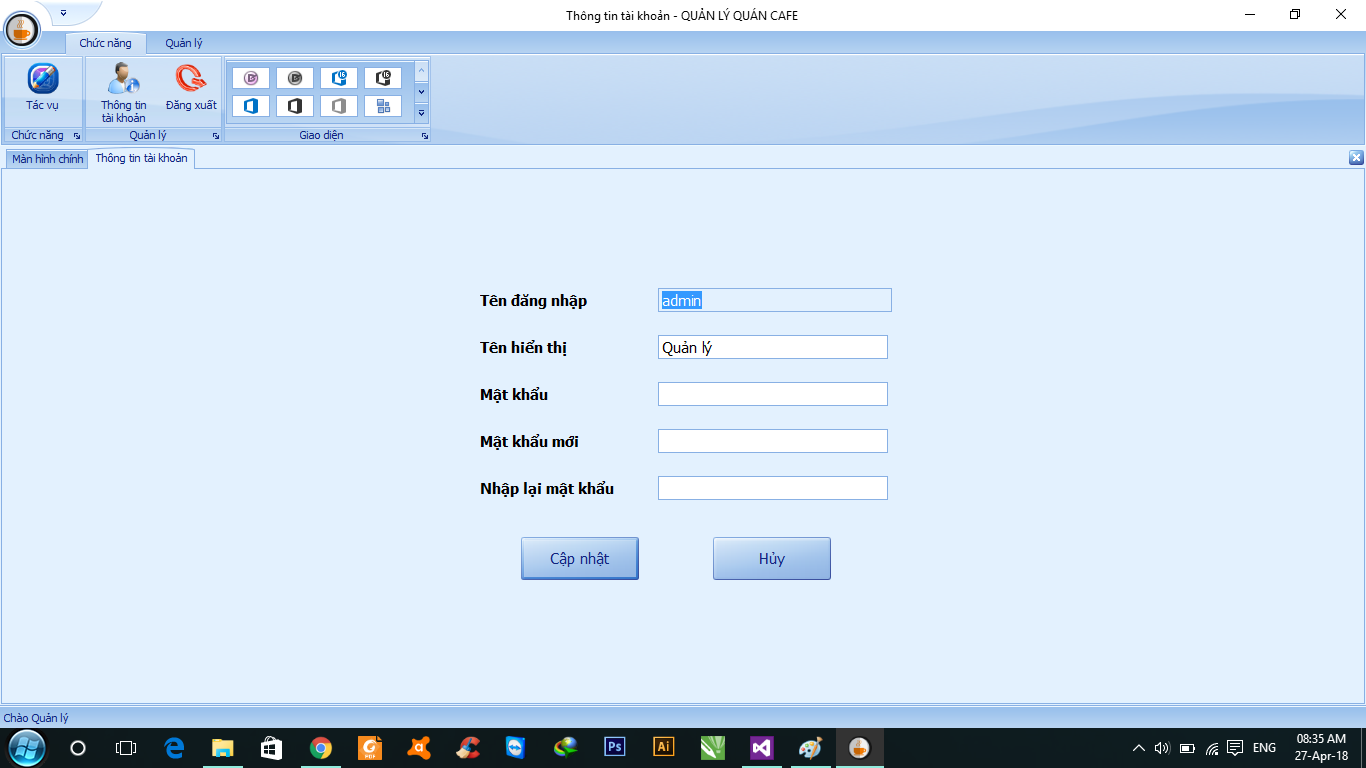 Thông tin tài khoản - QUẢN LÝ QUÁN CAFE
Chức năng
Quản lý
Tác vụ
Thông tin
tài khoản
Đăng xuất
Chức năng
Quản lý
Giao diện
Màn hình chính
Thông tin tài khoản
Tên đăng nhập
admin
Tên hiển thị
Quản lý
Mật khẩu
Mật khẩu mới
Nhập lại mật khẩu
Cập nhật
Hủy
Chào Quản lý
PDF
Ps
Ai
ENG
08:35 AM
27-Apr-18